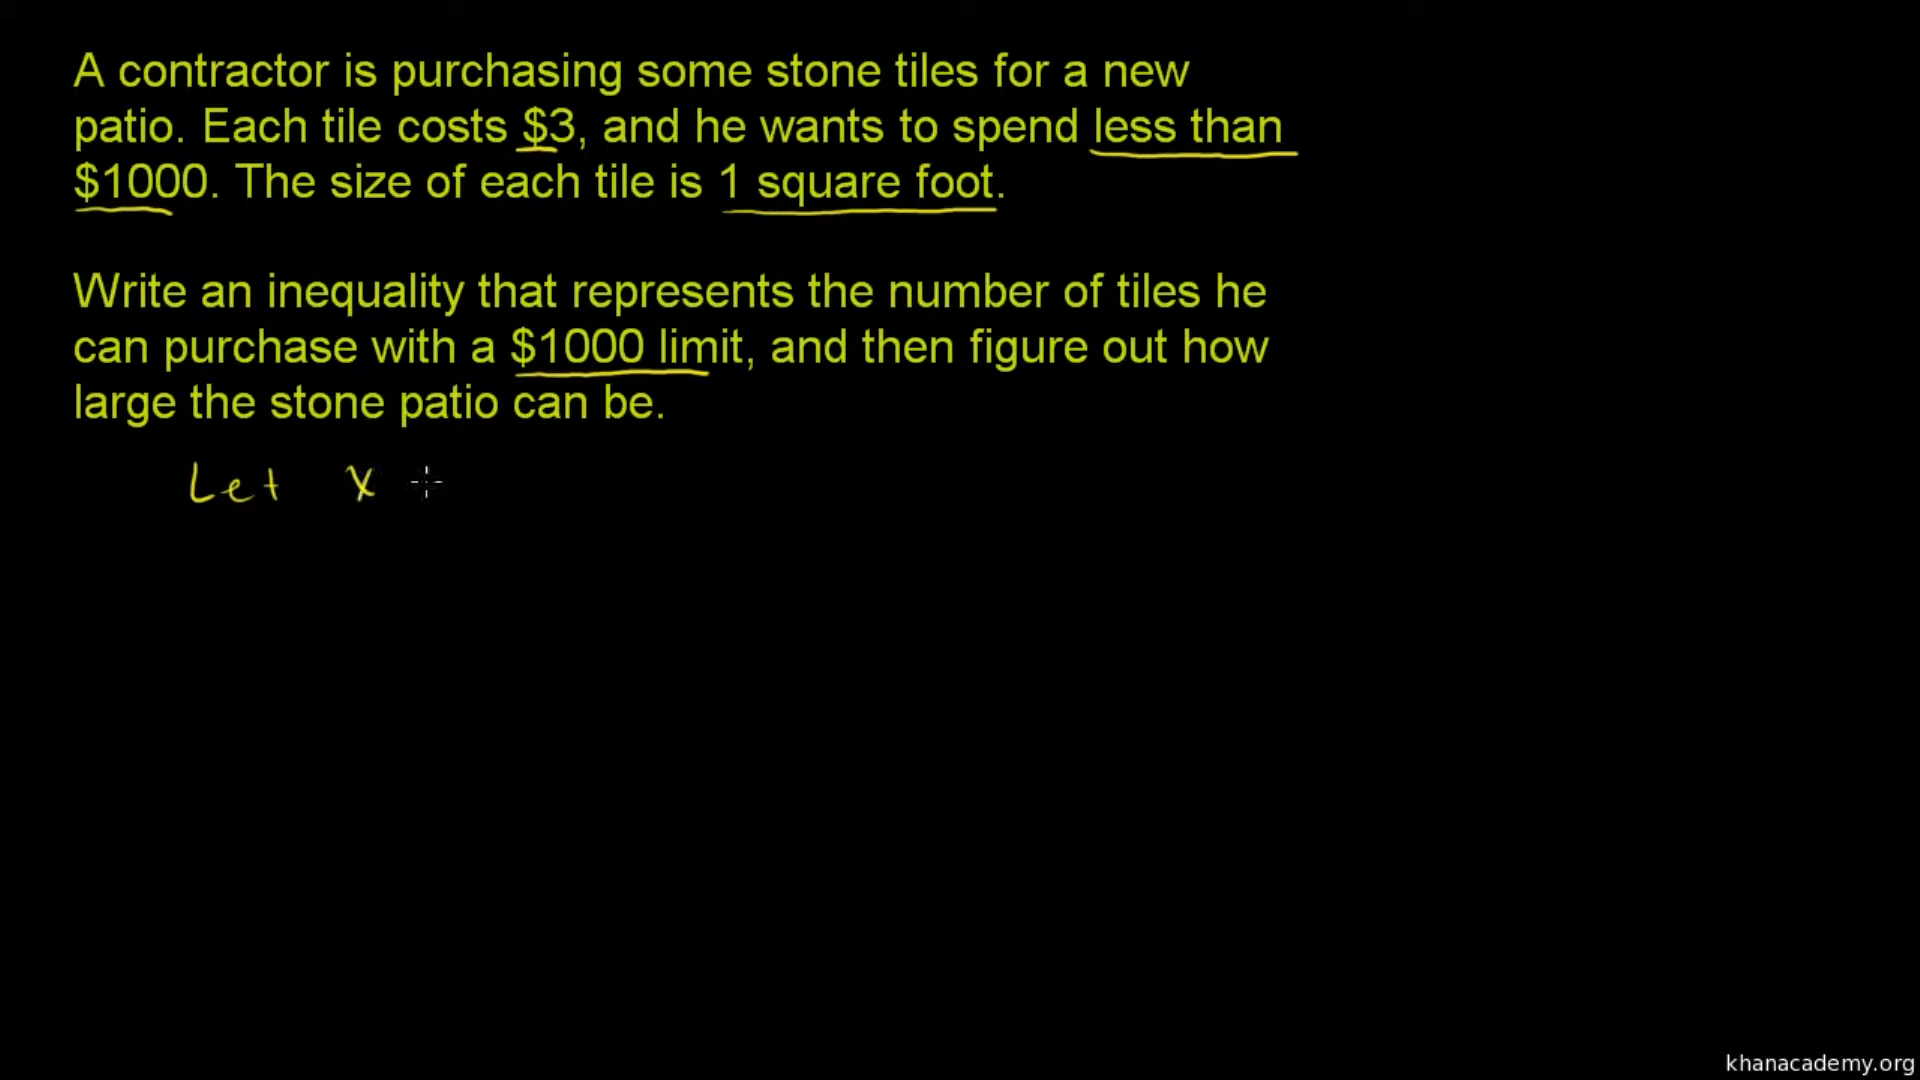 A contractor is purchasing some stone tiles for a new
patio. Each tile costs $3, and he wants to spend less than
$1000. The size of each tile is 1 square foot.
Write an inequality that represents the number of tiles he
can purchase with a $1000 limit, and then figure out how
large the stone patio can be.
Let x
khanacademy.org